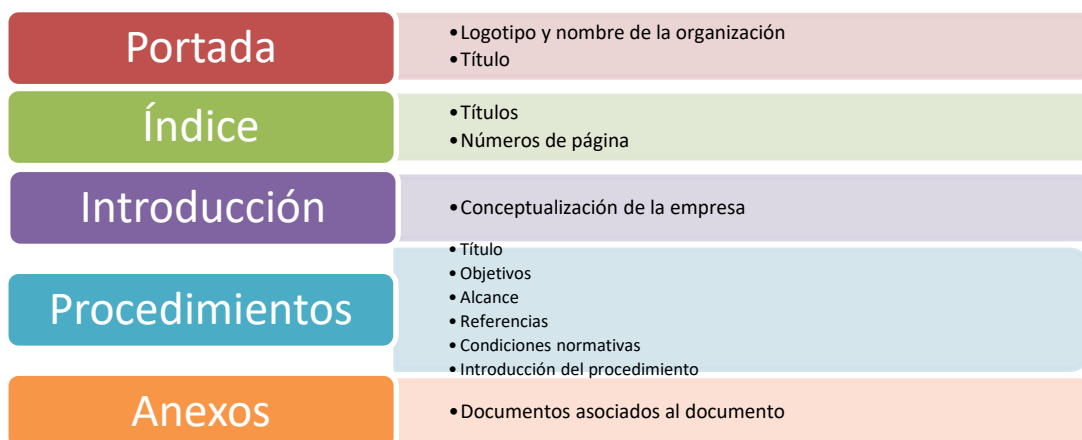 Portada
•Logotipo y nombre de la organización
•Título
Índice
•Títulos
•Números de página
Introducción
•Conceptualización de la empresa
Procedimientos
•Título
•Objetivos
•Alcance
•Referencias
•Condiciones normativas
•Introducción del procedimiento
Anexos
•Documentos asociados al documento